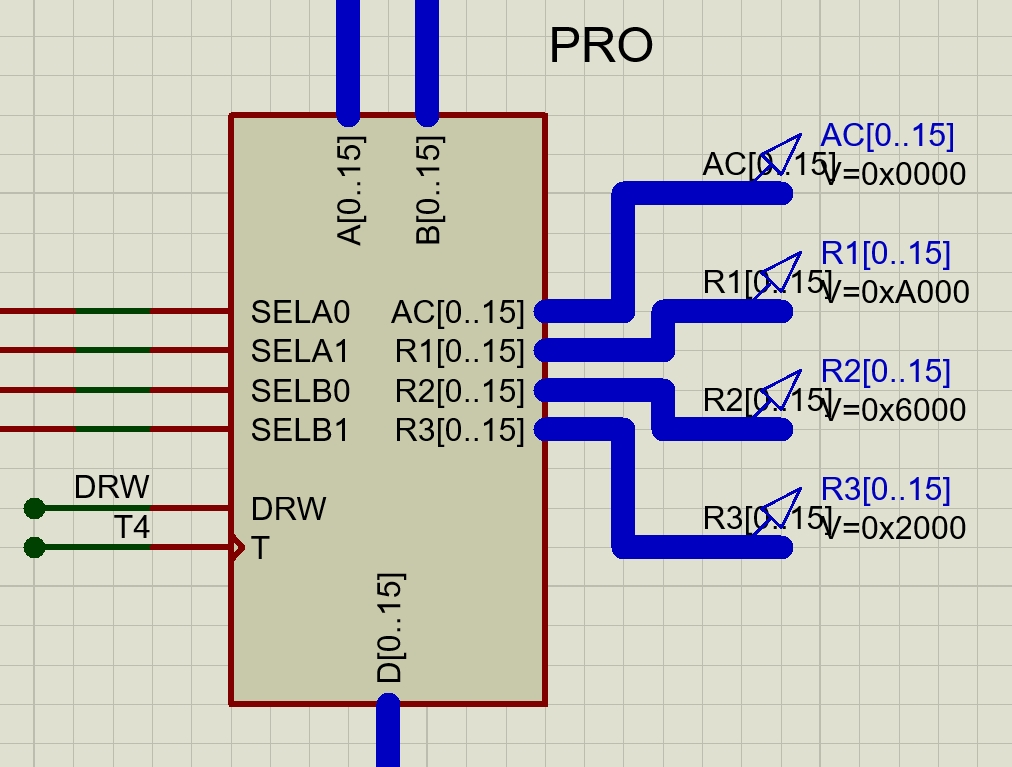 PRO
A[0..15]
B[0..15]
AC[0..15]
AC[0..15]
V=0x0000
R1[0..15]
R1[0..15]
V=0xA000
SELA0
AC[0..15]
SELA1
R1[0..15]
SELB0
R2[0..15]
SELB1
R3[0..15]
R2[0..15]
R2[0..15]
V=0x6000
DRW
DRW
T4
T
R3[0..15]
R3[0..15]
V=0x2000
D[0..15]